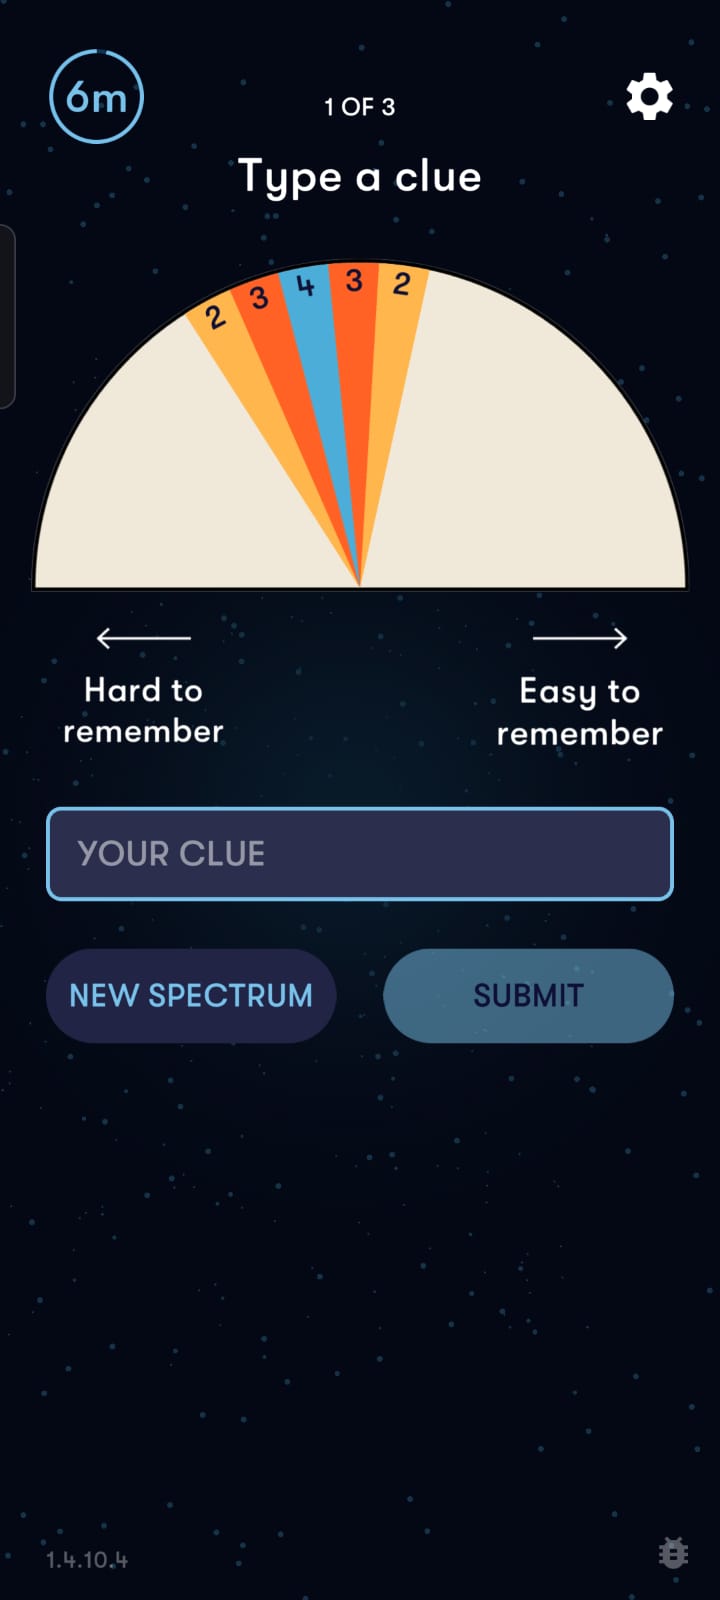 6m
1 OF 3
Type a clue
2 3 4 3 2
Hard to
remember
Easy to
remember
YOUR CLUE
NEW SPECTRUM
SUBMIT
1.4.10.4